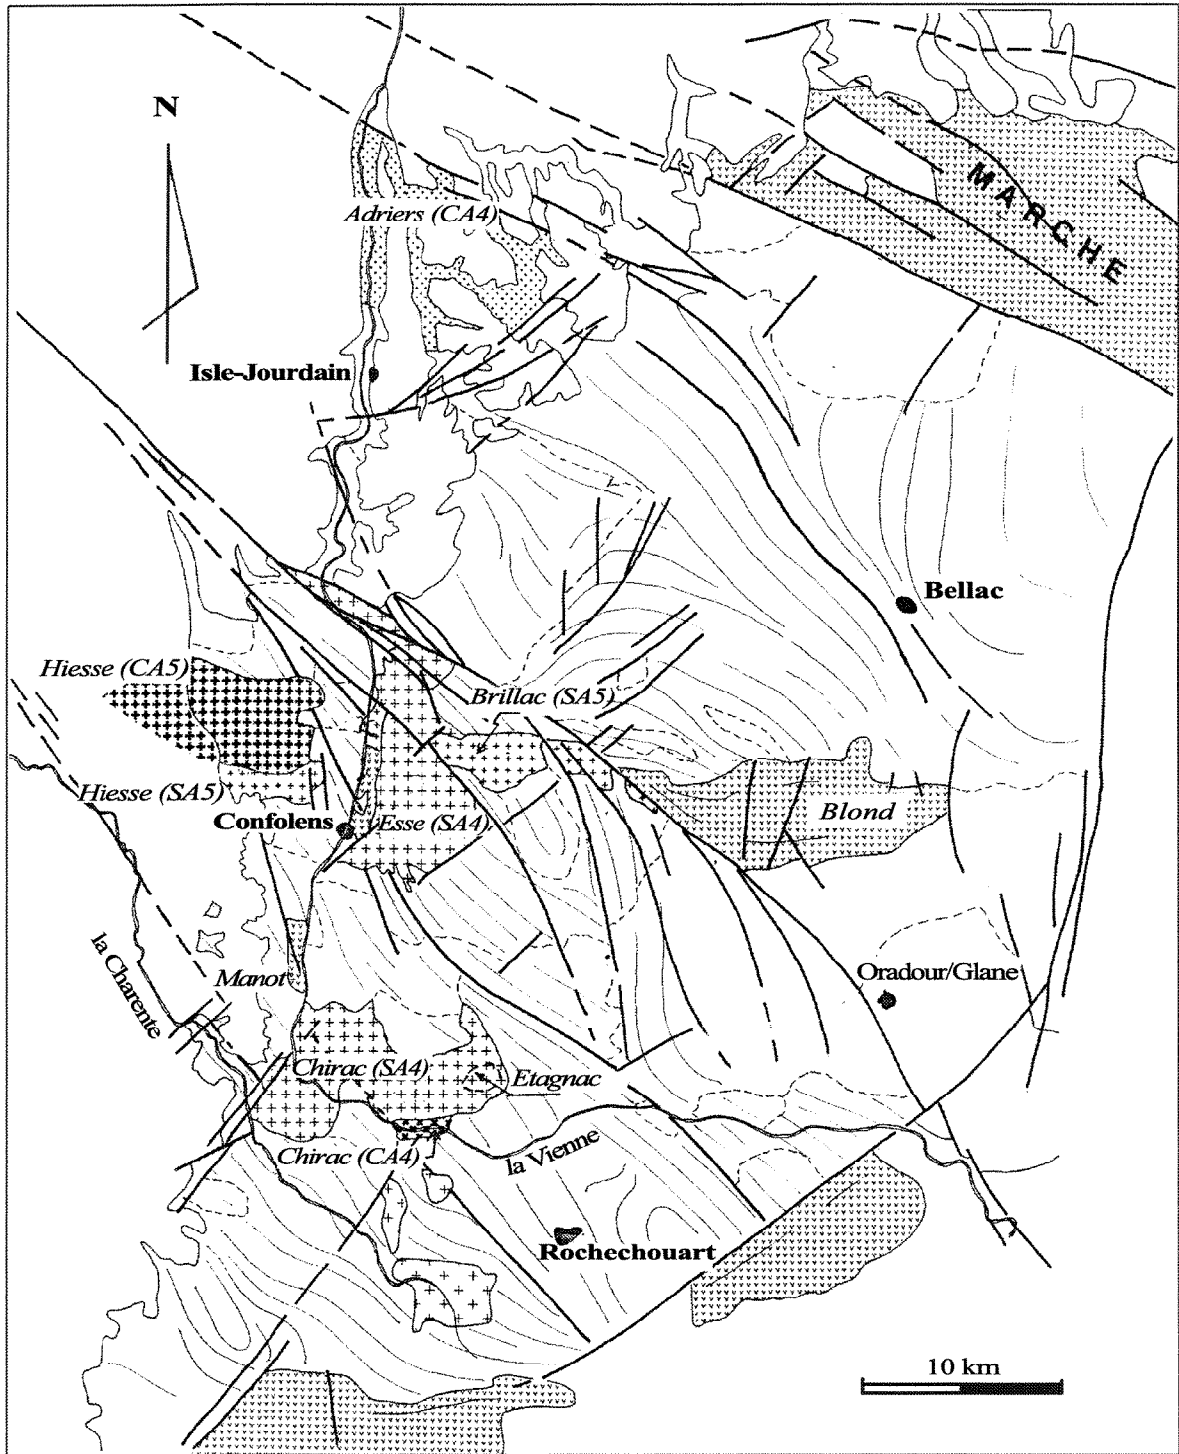 N
MARCHE
Adriers (CA4)
Isle-Jourdain
Bellac
Hiesse (CA5)
Brillac (SA5)
Hiesse (SA5)
Confolens
Esse (SA4)
Blond
la Charente
Manot
Oradour/Glane
Chirac (SA4)
Etagnac
Chirac (CA4)
la Vienne
Rochechouart
10 km